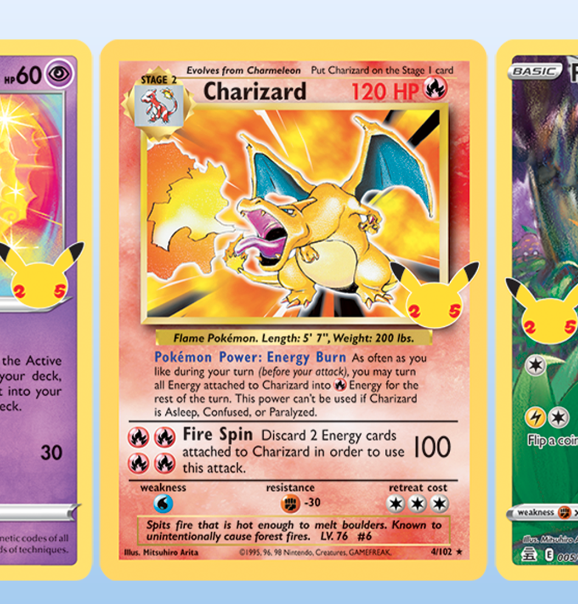 HP60
the Active
your deck,
t into your
eck.
30
netic codes of all
ds of techniques.
2 5
STAGE 2
Evolves from Charmeleon Put Charizard on the Stage 1 card
Charizard 120 HP
2 5
Flame Pokémon. Length: 5' 7", Weight: 200 lbs.
Pokémon Power: Energy Burn As often as you
like during your turn (before your attack), you may turn
all Energy attached to Charizard into Energy for the
rest of the turn. This power can't be used if Charizard
is Asleep, Confused, or Paralyzed.
Fire Spin Discard 2 Energy cards
attached to Charizard in order to use 100
this attack.
weakness resistance retreat cost
-30
Spits fire that is hot enough to melt boulders. Known to
unintentionally cause forest fires. LV. 76 #6
Illus. Mitsuhiro Arita ©1995, 96, 98 Nintendo, Creatures, GAMEFREAK. 4/102 ★
BASIC
2 5
Flip a coin
weakness
Illus. Mitsuhiro A
E 005